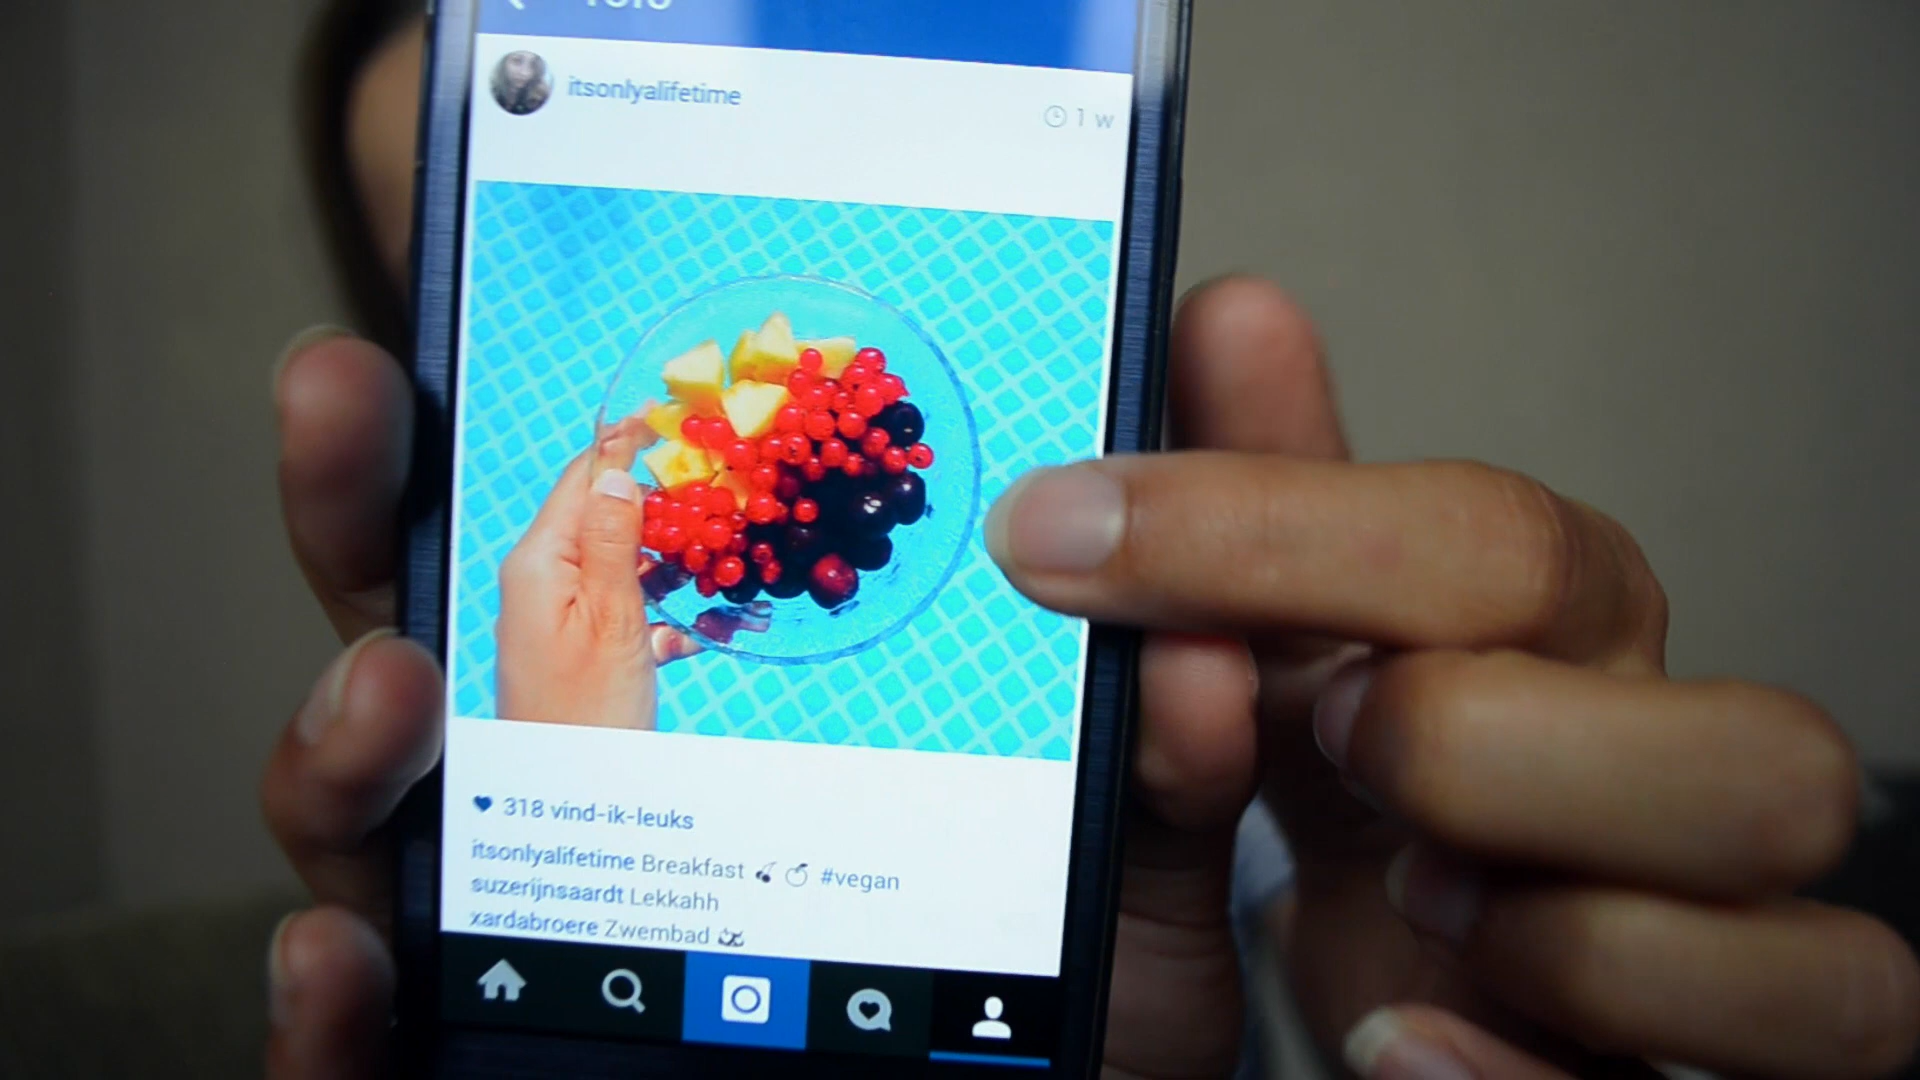 itsonlyalifetime
1 w
318 vind-ik-leuks
itsonlyalifetime Breakfast 🍒 🍑 #vegan
suzerijnsaardt Lekkahh
xardabroere Zwembad